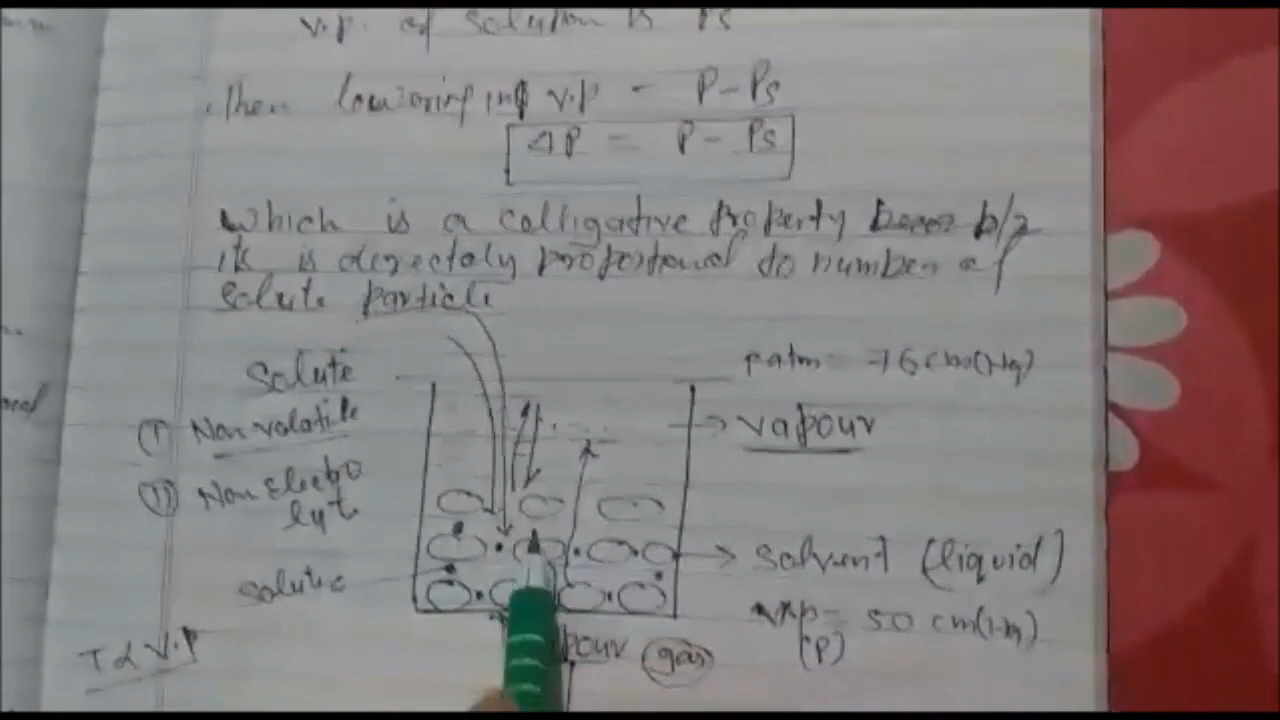 v.p. of solution is Ps
then lowering in v.p = P-Ps
ΔP = P - Ps
Which is a colligative property b/z
it is directoly proportional to number of
solute particle
Solute
patm = 76 cm(Hg)
(I) Non volatile
→ vapour
(II) Non Electro
lyte
→ solvent (liquid)
solute
v.p = 50 cm(Hg)
(P)
T α V.P
gas